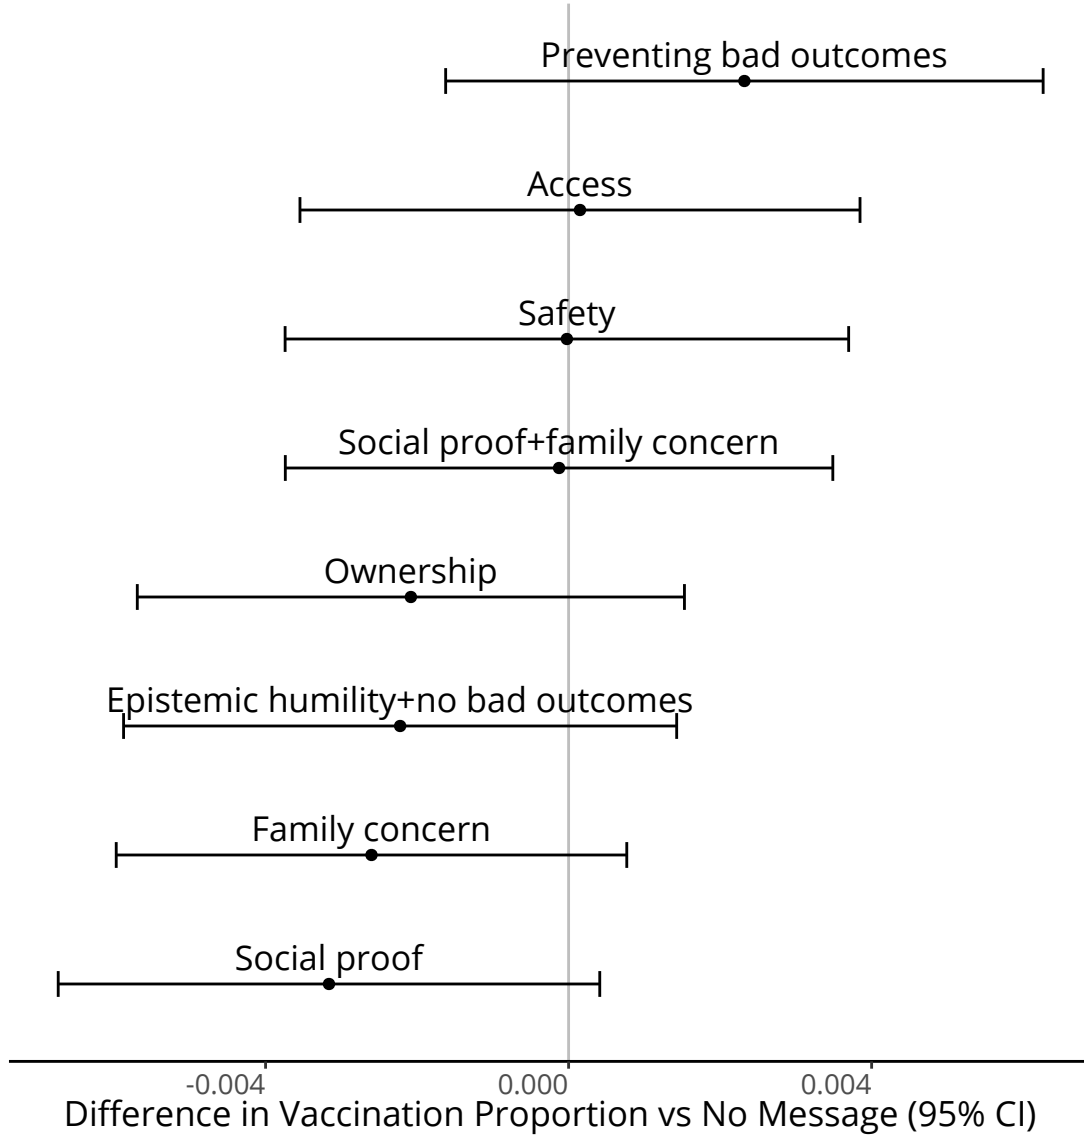 Preventing bad outcomes
Access
Safety
Social proof+family concern
Ownership
Epistemic humility+no bad outcomes
Family concern
Social proof
-0.004 0.000 0.004
Difference in Vaccination Proportion vs No Message (95% CI)